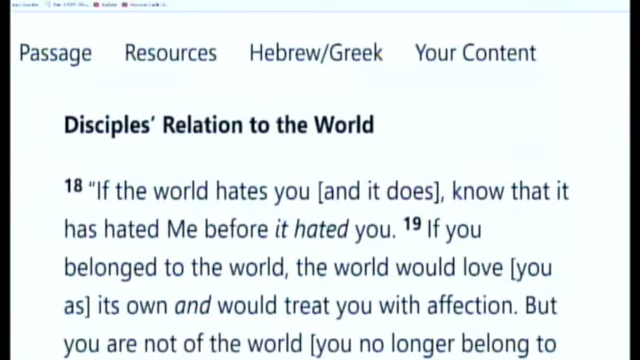 Passage Resources Hebrew/Greek Your Content
Disciples’ Relation to the World
18 “If the world hates you [and it does], know that it
has hated Me before it hated you. 19 If you
belonged to the world, the world would love [you
as] its own and would treat you with affection. But
you are not of the world [you no longer belong to